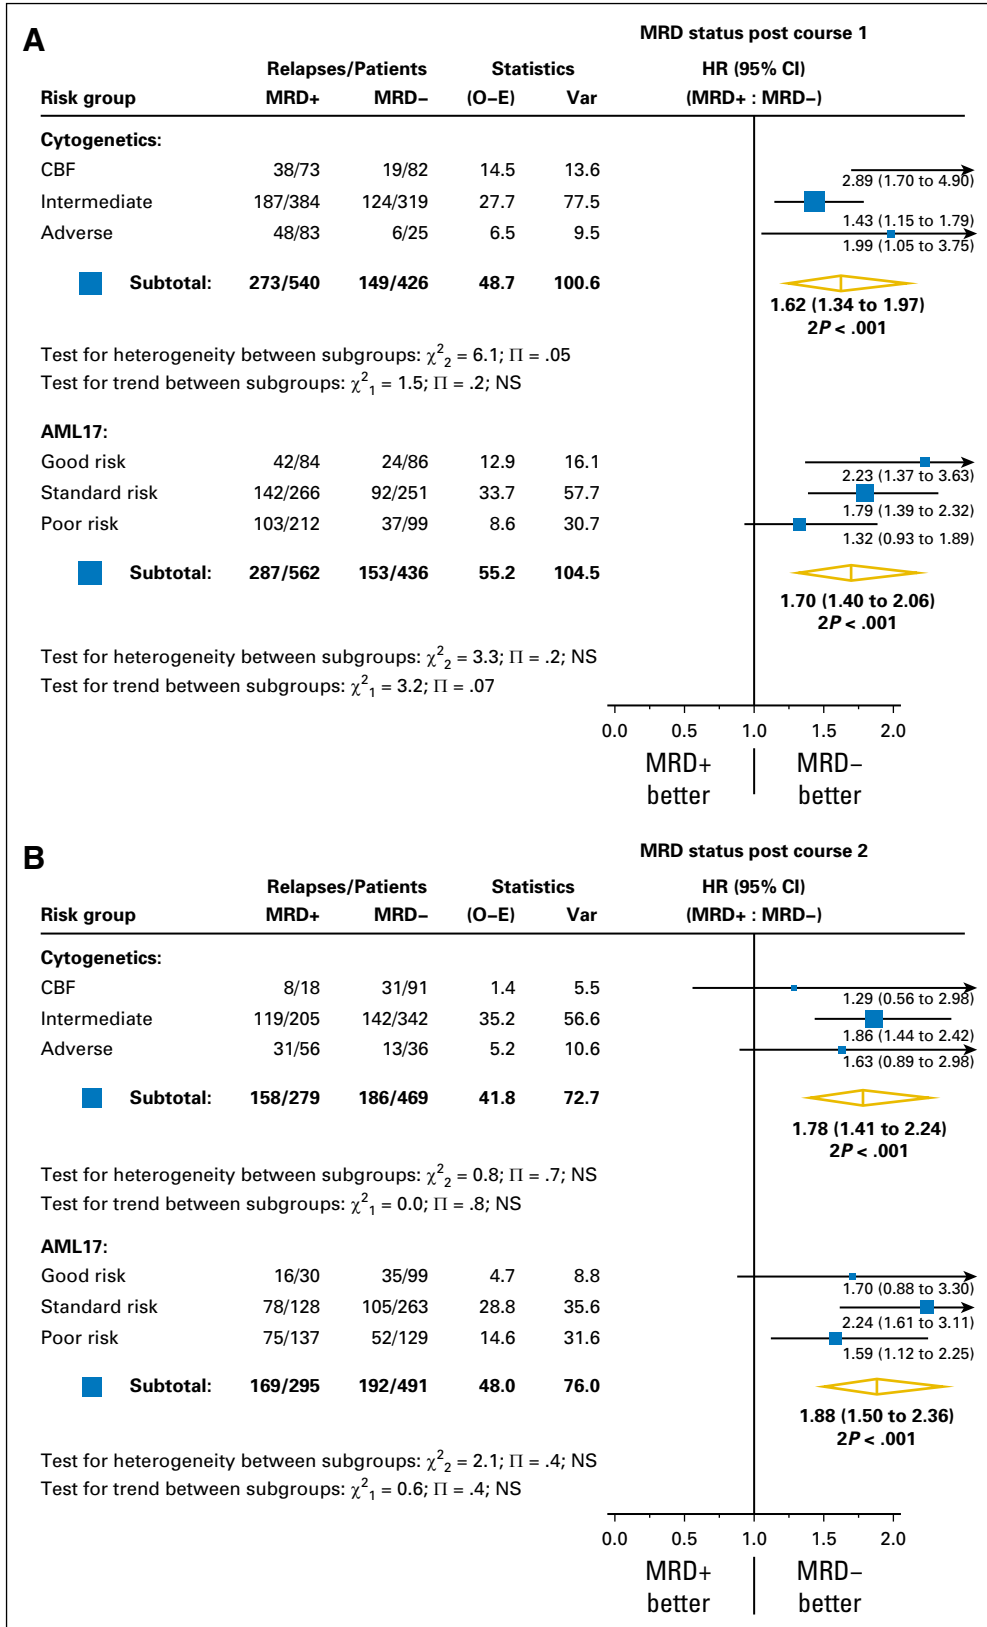 A
MRD status post course 1
Relapses/Patients Statistics HR (95% CI)
Risk group MRD+ MRD– (O–E) Var (MRD+ : MRD–)
Cytogenetics:
CBF 38/73 19/82 14.5 13.6
2.89 (1.70 to 4.90)
Intermediate 187/384 124/319 27.7 77.5
1.43 (1.15 to 1.79)
Adverse 48/83 6/25 6.5 9.5
1.99 (1.05 to 3.75)
Subtotal: 273/540 149/426 48.7 100.6
1.62 (1.34 to 1.97)
2P < .001
Test for heterogeneity between subgroups: χ²₂ = 6.1; Π = .05
Test for trend between subgroups: χ²₁ = 1.5; Π = .2; NS
AML17:
Good risk 42/84 24/86 12.9 16.1
2.23 (1.37 to 3.63)
Standard risk 142/266 92/251 33.7 57.7
1.79 (1.39 to 2.32)
Poor risk 103/212 37/99 8.6 30.7
1.32 (0.93 to 1.89)
Subtotal: 287/562 153/436 55.2 104.5
1.70 (1.40 to 2.06)
2P < .001
Test for heterogeneity between subgroups: χ²₂ = 3.3; Π = .2; NS
Test for trend between subgroups: χ²₁ = 3.2; Π = .07
0.0 0.5 1.0 1.5 2.0
MRD+ MRD–
better better
B
MRD status post course 2
Relapses/Patients Statistics HR (95% CI)
Risk group MRD+ MRD– (O–E) Var (MRD+ : MRD–)
Cytogenetics:
CBF 8/18 31/91 1.4 5.5
1.29 (0.56 to 2.98)
Intermediate 119/205 142/342 35.2 56.6
1.86 (1.44 to 2.42)
Adverse 31/56 13/36 5.2 10.6
1.63 (0.89 to 2.98)
Subtotal: 158/279 186/469 41.8 72.7
1.78 (1.41 to 2.24)
2P < .001
Test for heterogeneity between subgroups: χ²₂ = 0.8; Π = .7; NS
Test for trend between subgroups: χ²₁ = 0.0; Π = .8; NS
AML17:
Good risk 16/30 35/99 4.7 8.8
1.70 (0.88 to 3.30)
Standard risk 78/128 105/263 28.8 35.6
2.24 (1.61 to 3.11)
Poor risk 75/137 52/129 14.6 31.6
1.59 (1.12 to 2.25)
Subtotal: 169/295 192/491 48.0 76.0
1.88 (1.50 to 2.36)
2P < .001
Test for heterogeneity between subgroups: χ²₂ = 2.1; Π = .4; NS
Test for trend between subgroups: χ²₁ = 0.6; Π = .4; NS
0.0 0.5 1.0 1.5 2.0
MRD+ MRD–
better better